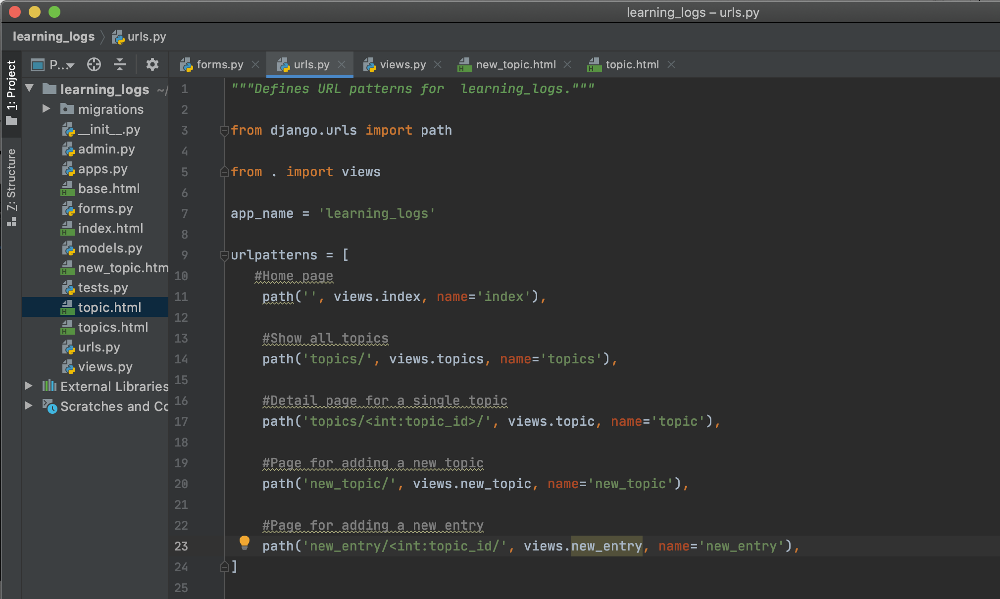 learning_logs – urls.py
learning_logs
urls.py
1: Project
7: Structure
P...
forms.py
urls.py
views.py
new_topic.html
topic.html
learning_logs ~/
migrations
__init__.py
admin.py
apps.py
base.html
forms.py
index.html
models.py
new_topic.htm
tests.py
topic.html
topics.html
urls.py
views.py
External Libraries
Scratches and Co
1 """Defines URL patterns for  learning_logs."""
2
3 from django.urls import path
4
5 from . import views
6
7 app_name = 'learning_logs'
8
9 urlpatterns = [
10    #Home page
11     path('', views.index, name='index'),
12
13     #Show all topics
14     path('topics/', views.topics, name='topics'),
15
16     #Detail page for a single topic
17     path('topics/<int:topic_id>/', views.topic, name='topic'),
18
19     #Page for adding a new topic
20     path('new_topic/', views.new_topic, name='new_topic'),
21
22     #Page for adding a new entry
23     path('new_entry/<int:topic_id/', views.new_entry, name='new_entry'),
24 ]
25